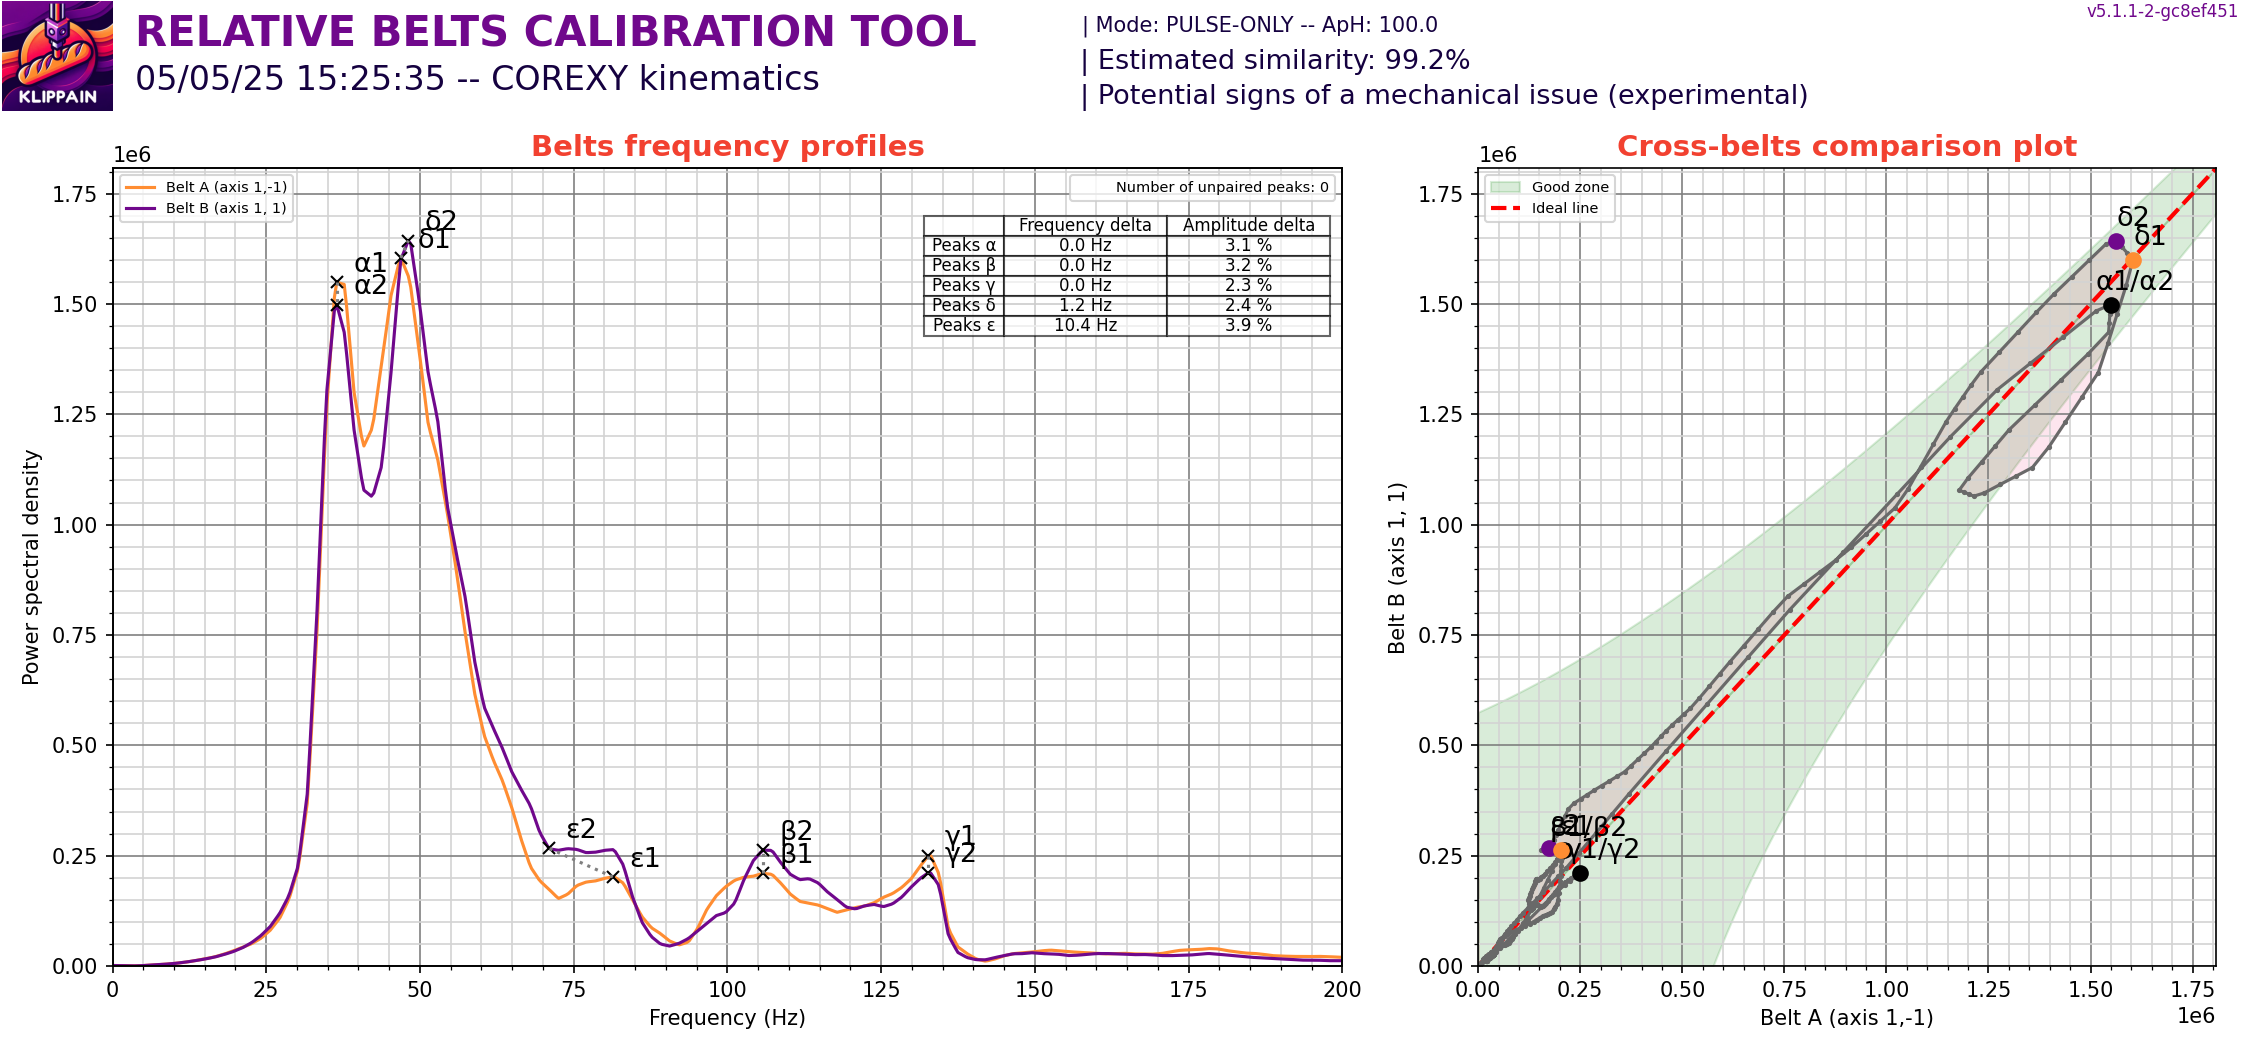 KLIPPAIN
RELATIVE BELTS CALIBRATION TOOL
05/05/25 15:25:35 -- COREXY kinematics
| Mode: PULSE-ONLY -- ApH: 100.0
| Estimated similarity: 99.2%
| Potential signs of a mechanical issue (experimental)
v5.1.1-2-gc8ef451
Belts frequency profiles
1e6
Belt A (axis 1,-1)
Belt B (axis 1, 1)
Number of unpaired peaks: 0
Frequency delta Amplitude delta
Peaks α 0.0 Hz 3.1 %
Peaks β 0.0 Hz 3.2 %
Peaks γ 0.0 Hz 2.3 %
Peaks δ 1.2 Hz 2.4 %
Peaks ε 10.4 Hz 3.9 %
δ2
δ1
α1
α2
ε2
ε1
β2
β1
γ1
γ2
1.75
1.50
1.25
1.00
0.75
0.50
0.25
0.00
Power spectral density
0 25 50 75 100 125 150 175 200
Frequency (Hz)
Cross-belts comparison plot
1e6
Good zone
Ideal line
δ2
δ1
α1/α2
β1/β2
γ1/γ2
1.75
1.50
1.25
1.00
0.75
0.50
0.25
0.00
Belt B (axis 1, 1)
0.00 0.25 0.50 0.75 1.00 1.25 1.50 1.75
Belt A (axis 1,-1)
1e6